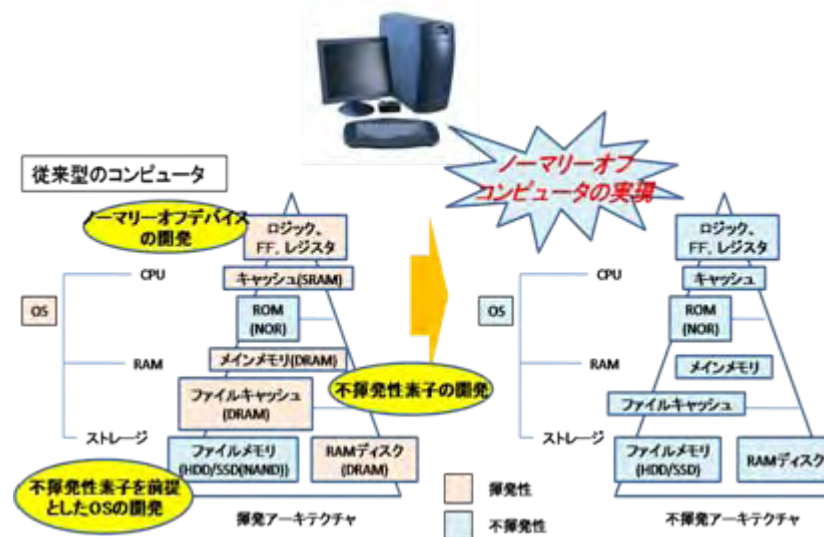 ノーマリーオフ
コンピュータの実現
従来型のコンピュータ
ノーマリーオフデバイス
の開発
ロジック、
FF、レジスタ
CPU
キャッシュ(SRAM)
OS
ROM
(NOR)
RAM
メインメモリ(DRAM)
ファイルキャッシュ
(DRAM)
不揮発性素子の開発
ストレージ
ファイルメモリ
(HDD/SSD(NAND))
RAMディスク
(DRAM)
不揮発性素子を前提
としたOSの開発
揮発アーキテクチャ
揮発性
不揮発性
ロジック、
FF、レジスタ
CPU
キャッシュ
OS
ROM
(NOR)
RAM
メインメモリ
ファイルキャッシュ
ストレージ
ファイルメモリ
(HDD/SSD)
RAMディスク
不揮発アーキテクチャ